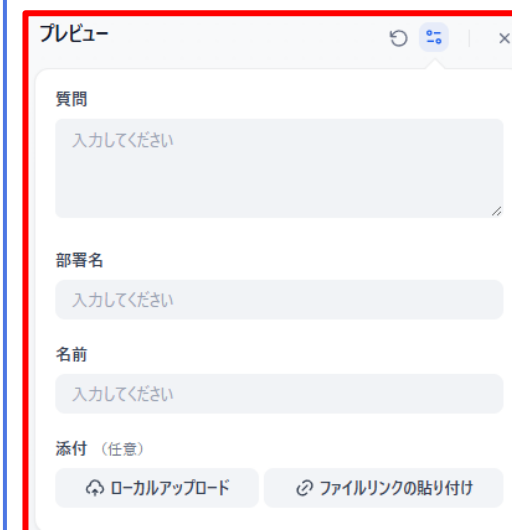 プレビュー
質問
入力してください
部署名
入力してください
名前
入力してください
添付 （任意）
ローカルアップロード ファイルリンクの貼り付け